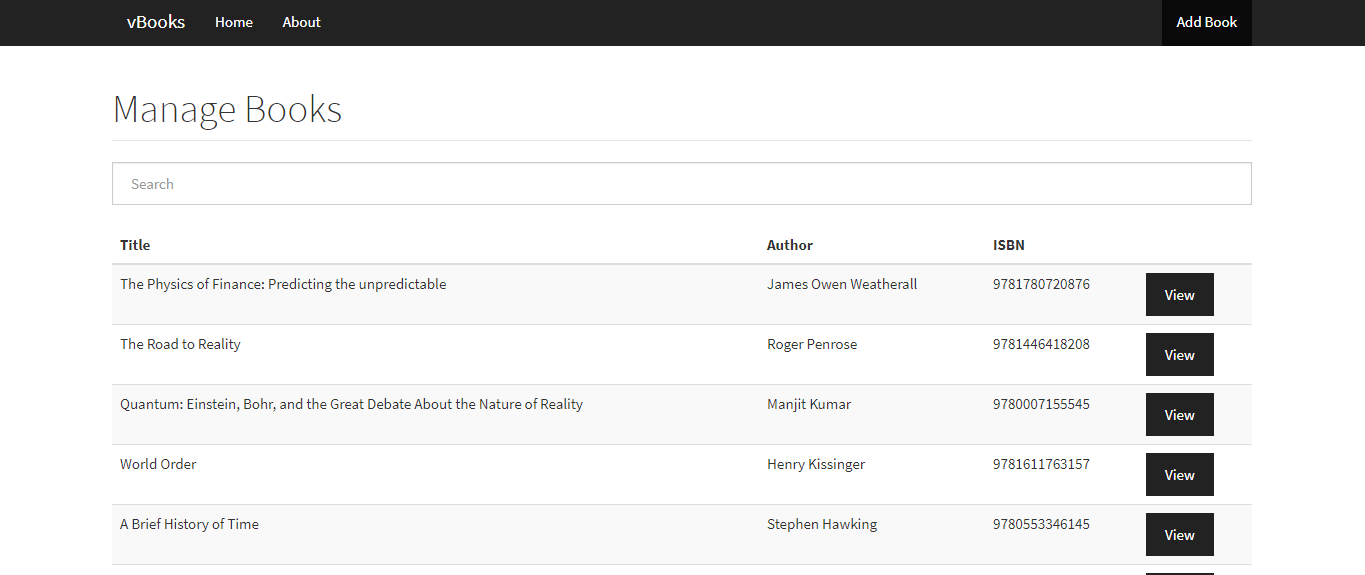 vBooks Home About Add Book
Manage Books
Search
Title Author ISBN
The Physics of Finance: Predicting the unpredictable James Owen Weatherall 9781780720876 View
The Road to Reality Roger Penrose 9781446418208 View
Quantum: Einstein, Bohr, and the Great Debate About the Nature of Reality Manjit Kumar 9780007155545 View
World Order Henry Kissinger 9781611763157 View
A Brief History of Time Stephen Hawking 9780553346145 View